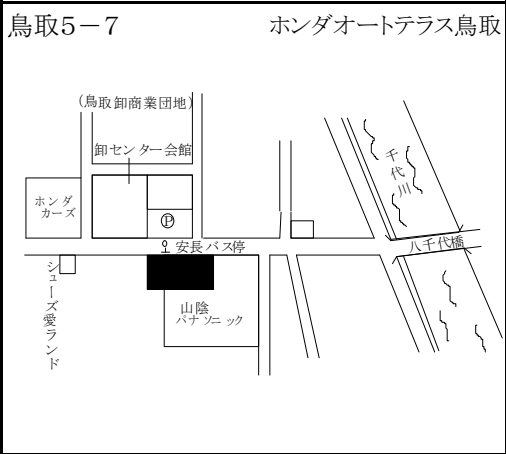 鳥取5－7
ホンダオートテラス鳥取
(鳥取卸商業団地)
卸センター会館
ホンダ
カーズ
Ⓟ
千代川
安長バス停
八千代橋
シューズ愛ランド
山陰
パナソニック